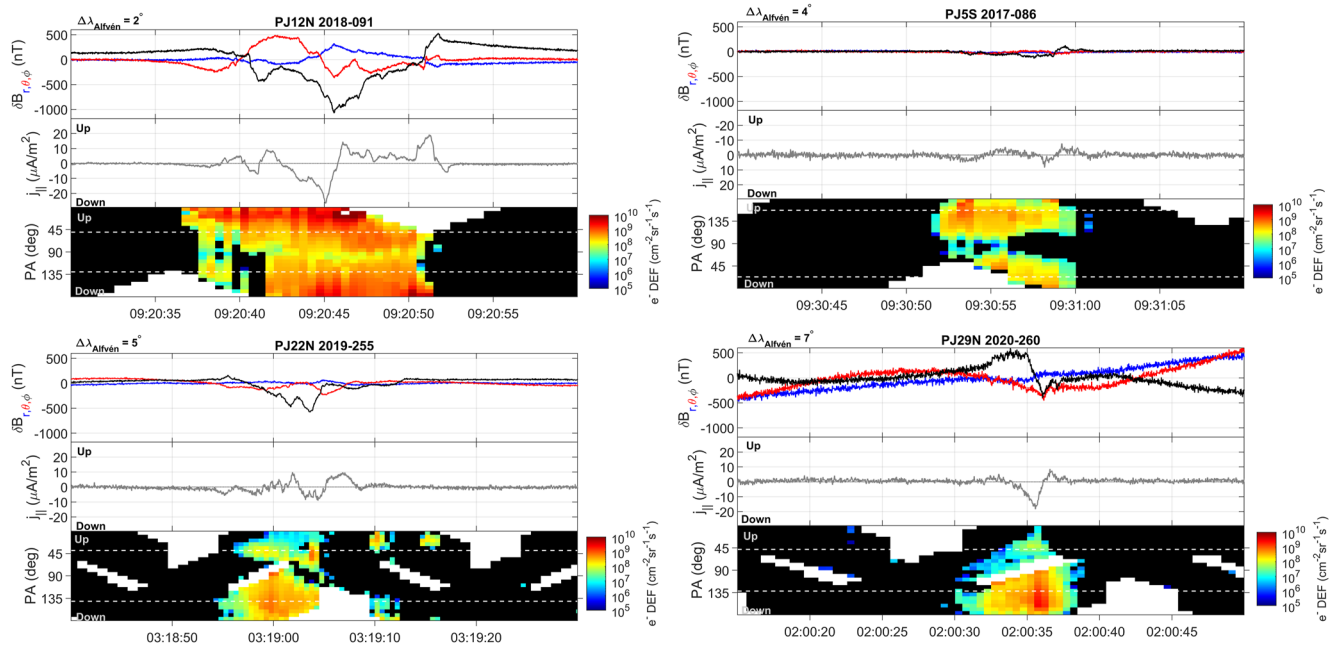 Δλ_Alfvén = 2°
PJ12N 2018-091
500
0
-500
-1000
δB_r,θ,ϕ (nT)
Up
20
10
0
-10
-20
j_|| (μA/m²)
Down
Up
45
90
135
PA (deg)
Down
09:20:35 09:20:40 09:20:45 09:20:50 09:20:55
10^10
10^9
10^8
10^7
10^6
10^5
e⁻ DEF (cm⁻²sr⁻¹s⁻¹)
Δλ_Alfvén = 4°
PJ5S 2017-086
500
0
-500
-1000
δB_r,θ,ϕ (nT)
Up
-20
-10
0
10
20
j_|| (μA/m²)
Down
Up
135
90
45
PA (deg)
Down
09:30:45 09:30:50 09:30:55 09:31:00 09:31:05
10^10
10^9
10^8
10^7
10^6
10^5
e⁻ DEF (cm⁻²sr⁻¹s⁻¹)
Δλ_Alfvén = 5°
PJ22N 2019-255
500
0
-500
-1000
δB_r,θ,ϕ (nT)
Up
20
10
0
-10
-20
j_|| (μA/m²)
Down
Up
45
90
135
PA (deg)
Down
03:18:50 03:19:00 03:19:10 03:19:20
10^10
10^9
10^8
10^7
10^6
10^5
e⁻ DEF (cm⁻²sr⁻¹s⁻¹)
Δλ_Alfvén = 7°
PJ29N 2020-260
500
0
-500
-1000
δB_r,θ,ϕ (nT)
Up
20
10
0
-10
-20
j_|| (μA/m²)
Down
Up
45
90
135
PA (deg)
Down
02:00:20 02:00:25 02:00:30 02:00:35 02:00:40 02:00:45
10^10
10^9
10^8
10^7
10^6
10^5
e⁻ DEF (cm⁻²sr⁻¹s⁻¹)